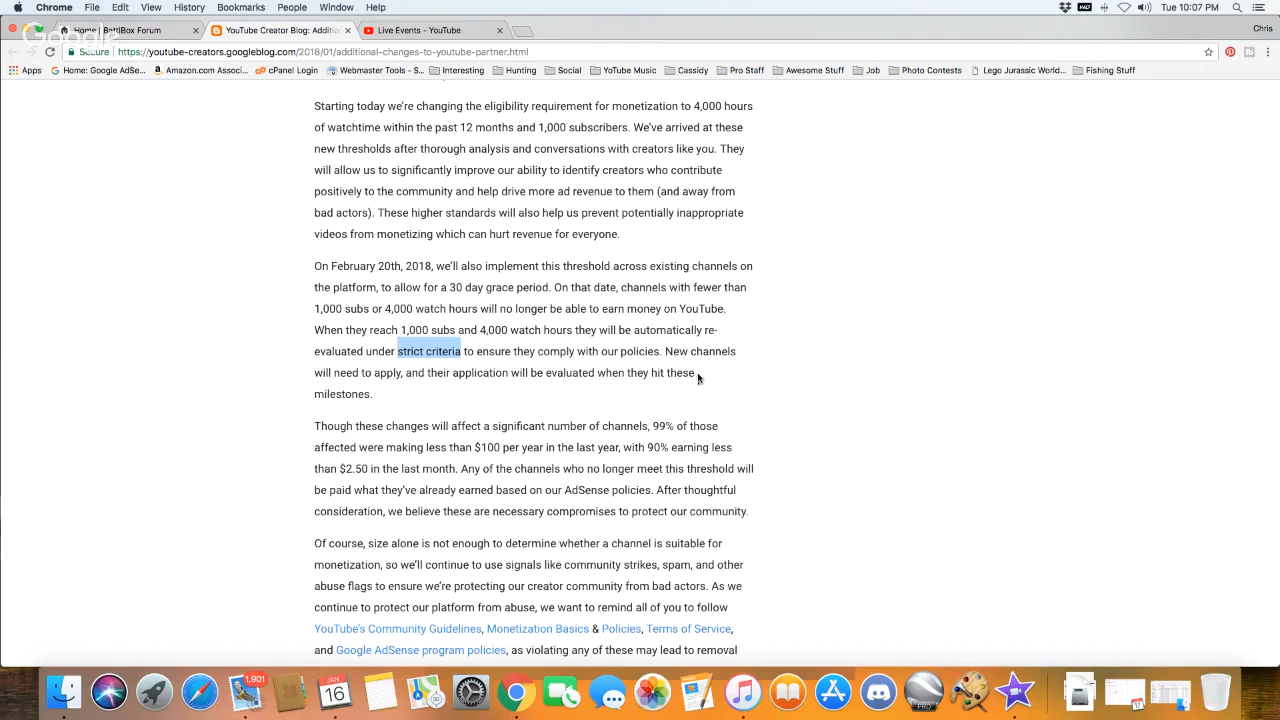 Chrome File Edit View History Bookmarks People Window Help Tue 10:07 PM
Home | BattlBox Forum YouTube Creator Blog: Additio Live Events - YouTube Chris
Google
Secure https://youtube-creators.googleblog.com/2018/01/additional-changes-to-youtube-partner.html
Apps Home: Google AdSe... Amazon.com Associ... cPanel Login Webmaster Tools - S... Interesting Hunting Social YoTube Music Cassidy Pro Staff Awesome Stuff Job Photo Contests Lego Jurassic World... Fishing Stuff
Starting today we're changing the eligibility requirement for monetization to 4,000 hours
of watchtime within the past 12 months and 1,000 subscribers. We've arrived at these
new thresholds after thorough analysis and conversations with creators like you. They
will allow us to significantly improve our ability to identify creators who contribute
positively to the community and help drive more ad revenue to them (and away from
bad actors). These higher standards will also help us prevent potentially inappropriate
videos from monetizing which can hurt revenue for everyone.
On February 20th, 2018, we'll also implement this threshold across existing channels on
the platform, to allow for a 30 day grace period. On that date, channels with fewer than
1,000 subs or 4,000 watch hours will no longer be able to earn money on YouTube.
When they reach 1,000 subs and 4,000 watch hours they will be automatically re-
evaluated under strict criteria to ensure they comply with our policies. New channels
will need to apply, and their application will be evaluated when they hit these
milestones.
Though these changes will affect a significant number of channels, 99% of those
affected were making less than $100 per year in the last year, with 90% earning less
than $2.50 in the last month. Any of the channels who no longer meet this threshold will
be paid what they've already earned based on our AdSense policies. After thoughtful
consideration, we believe these are necessary compromises to protect our community.
Of course, size alone is not enough to determine whether a channel is suitable for
monetization, so we'll continue to use signals like community strikes, spam, and other
abuse flags to ensure we're protecting our creator community from bad actors. As we
continue to protect our platform from abuse, we want to remind all of you to follow
YouTube's Community Guidelines, Monetization Basics & Policies, Terms of Service,
and Google AdSense program policies, as violating any of these may lead to removal
1,901
JAN
16
PRO
17